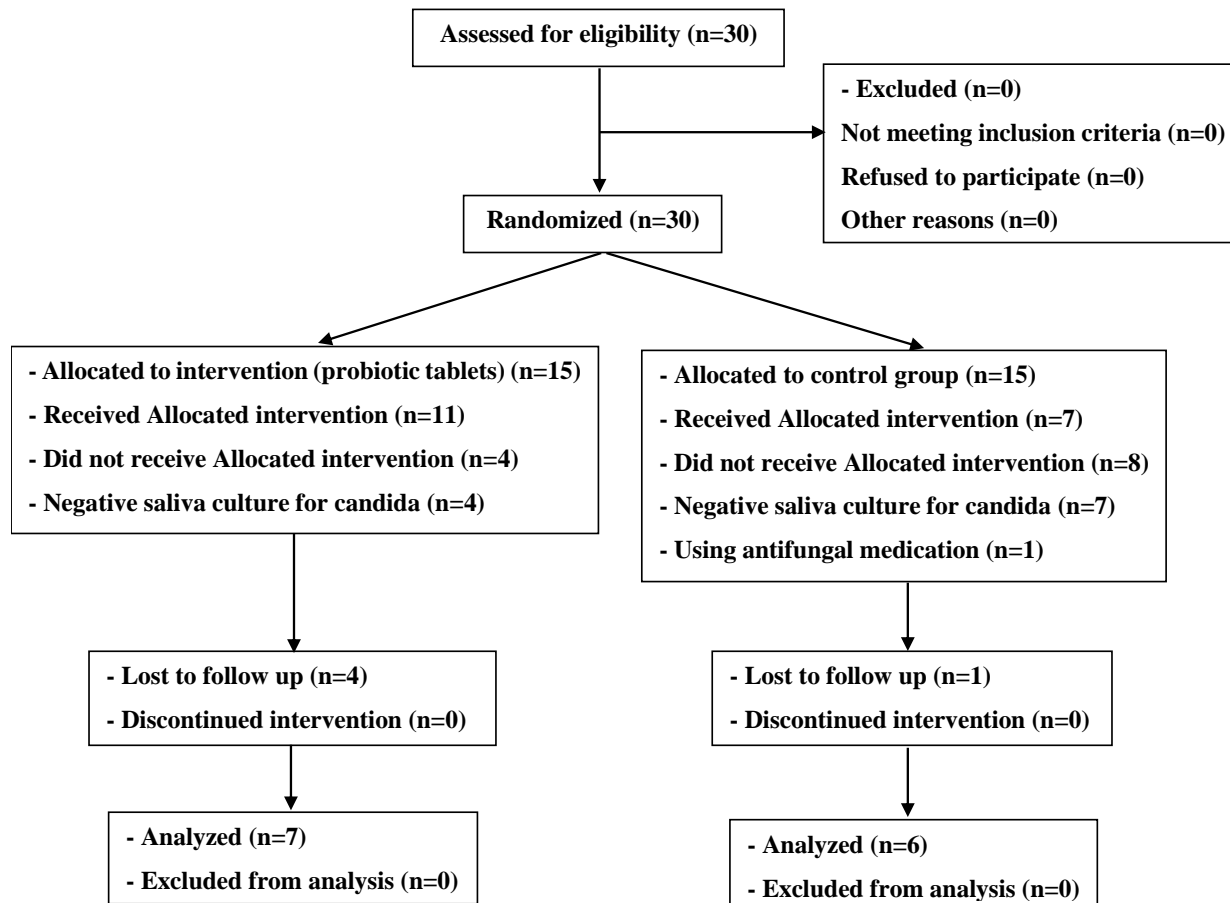 Assessed for eligibility (n=30)
- Excluded (n=0)
Not meeting inclusion criteria (n=0)
Refused to participate (n=0)
Other reasons (n=0)
Randomized (n=30)
- Allocated to intervention (probiotic tablets) (n=15)
- Received Allocated intervention (n=11)
- Did not receive Allocated intervention (n=4)
- Negative saliva culture for candida (n=4)
- Allocated to control group (n=15)
- Received Allocated intervention (n=7)
- Did not receive Allocated intervention (n=8)
- Negative saliva culture for candida (n=7)
- Using antifungal medication (n=1)
- Lost to follow up (n=4)
- Discontinued intervention (n=0)
- Lost to follow up (n=1)
- Discontinued intervention (n=0)
- Analyzed (n=7)
- Excluded from analysis (n=0)
- Analyzed (n=6)
- Excluded from analysis (n=0)